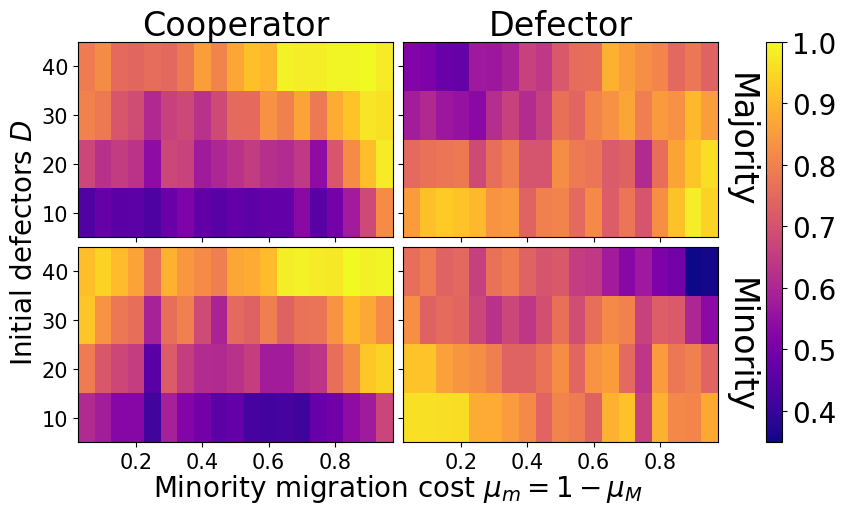 Cooperator Defector
Initial defectors D
40
30
20
10
40
30
20
10
Majority
Minority
1.0
0.9
0.8
0.7
0.6
0.5
0.4
0.2 0.4 0.6 0.8 0.2 0.4 0.6 0.8
Minority migration cost μₘ = 1 − μ_M